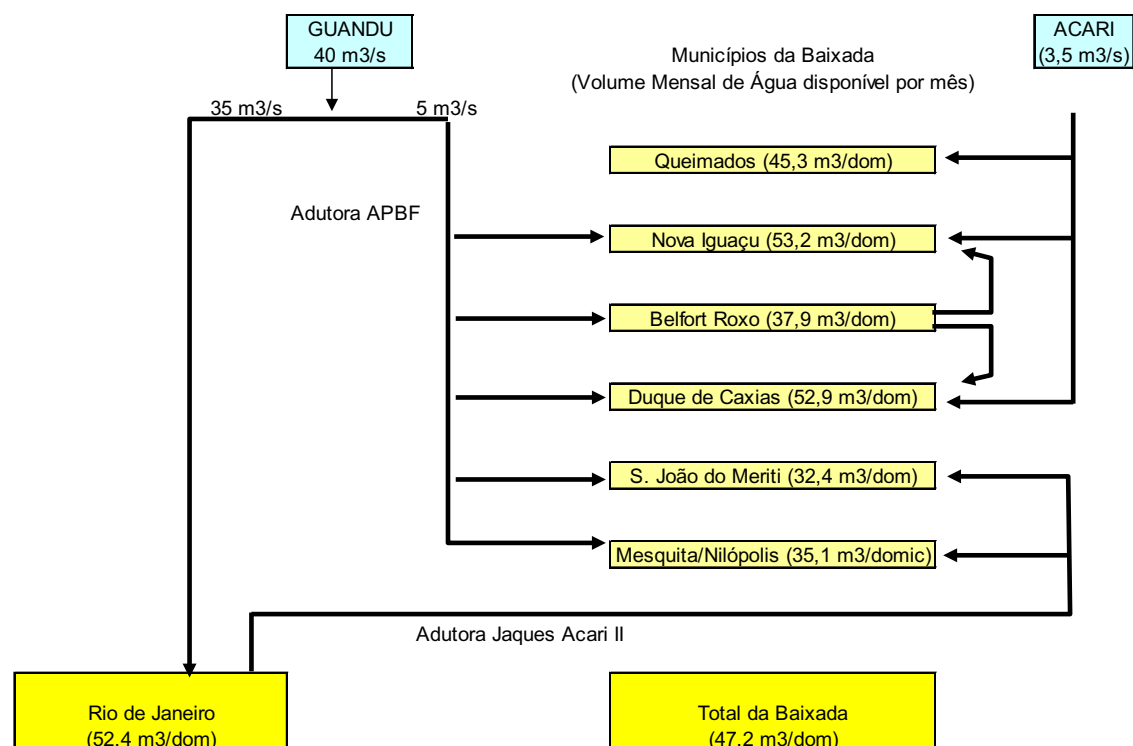 GUANDU
40 m3/s
ACARI
(3,5 m3/s)
Municípios da Baixada
(Volume Mensal de Água disponível por mês)
35 m3/s
5 m3/s
Queimados (45,3 m3/dom)
Adutora APBF
Nova Iguaçu (53,2 m3/dom)
Belfort Roxo (37,9 m3/dom)
Duque de Caxias (52,9 m3/dom)
S. João do Meriti (32,4 m3/dom)
Mesquita/Nilópolis (35,1 m3/domic)
Adutora Jaques Acari II
Rio de Janeiro
(52,4 m3/dom)
Total da Baixada
(47,2 m3/dom)